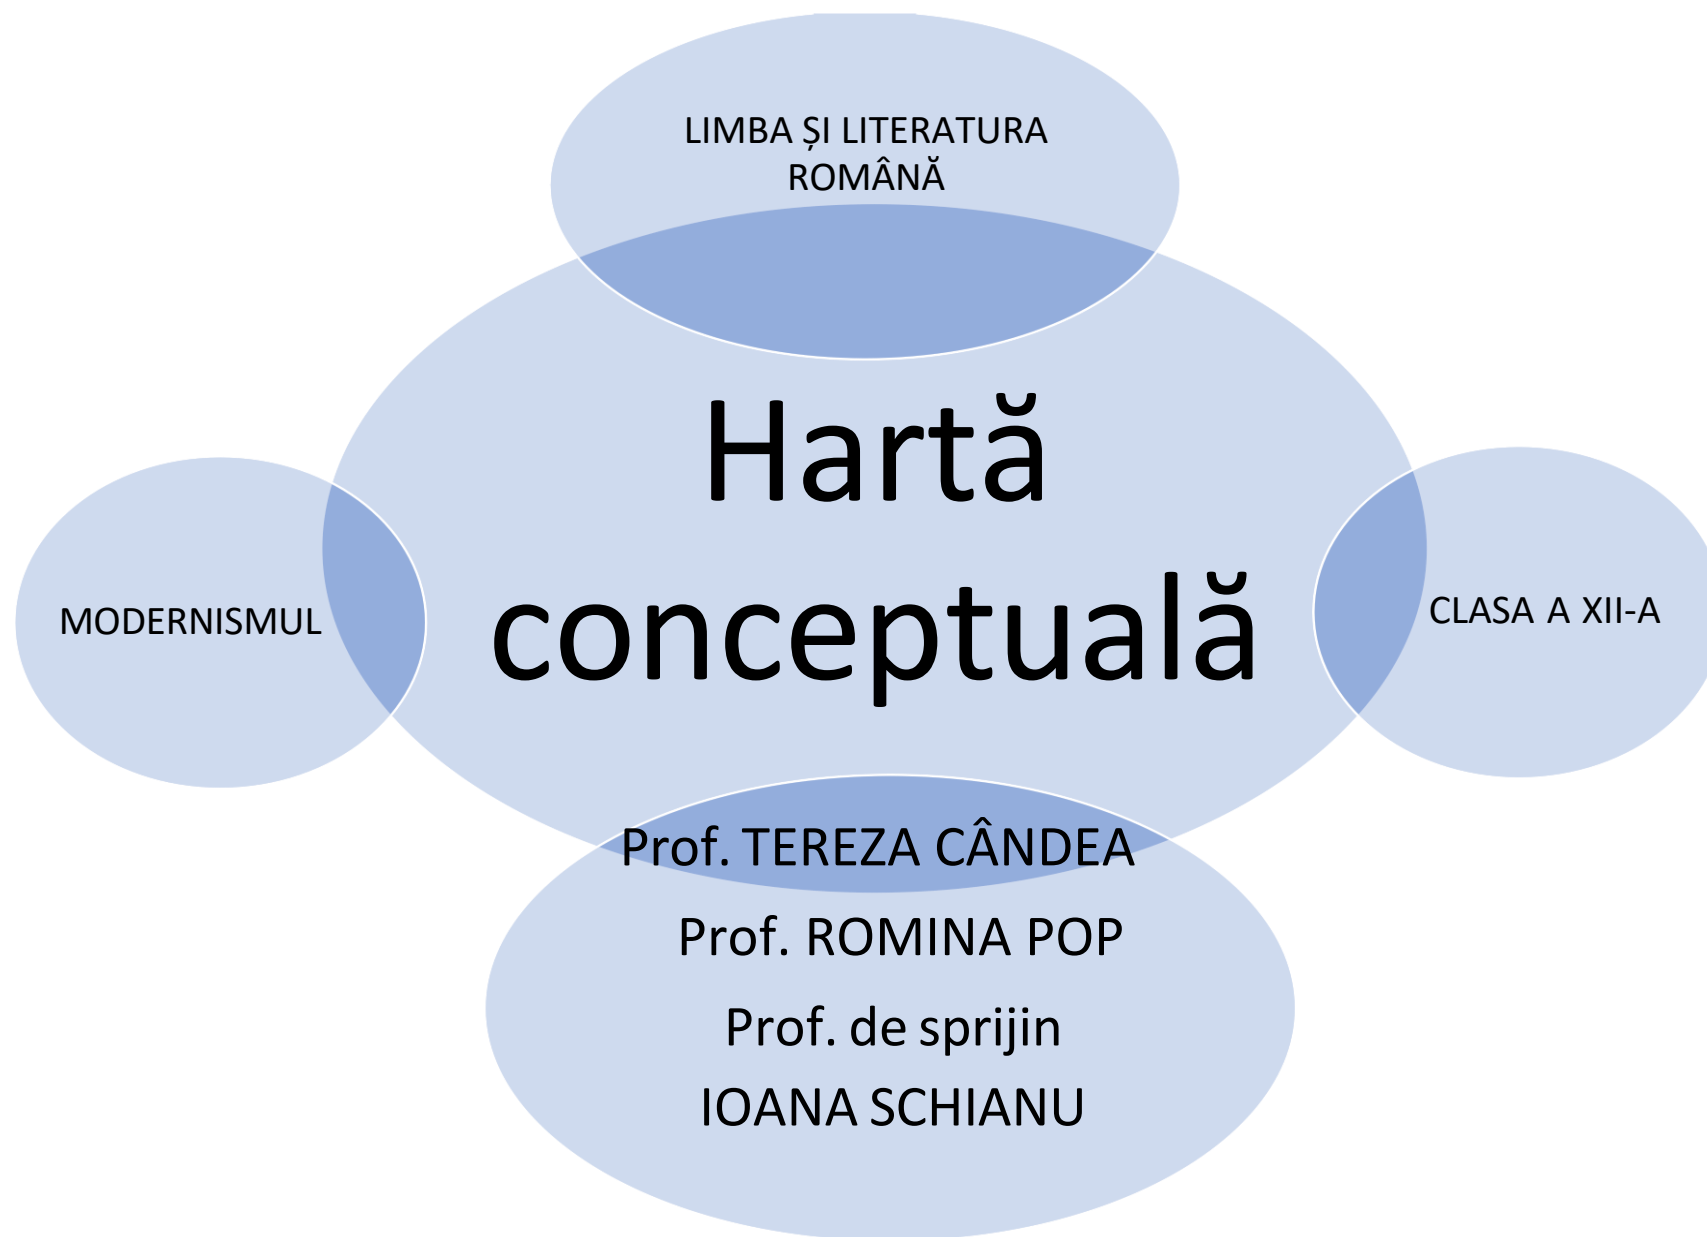 LIMBA ȘI LITERATURA
ROMÂNĂ
Hartă
conceptuală
MODERNISMUL
CLASA A XII-A
Prof. TEREZA CÂNDEA
Prof. ROMINA POP
Prof. de sprijin
IOANA SCHIANU